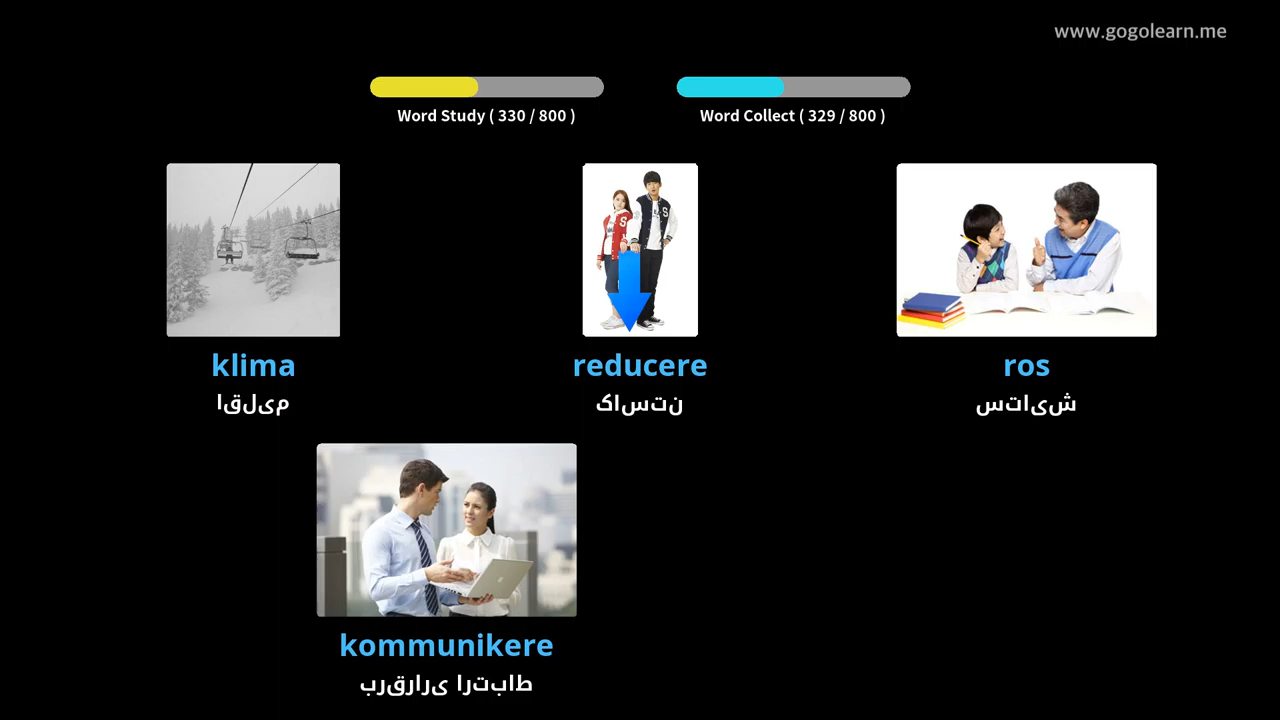 www.gogolearn.me
Word Study ( 330 / 800 )
Word Collect ( 329 / 800 )
klima
اقلیم
reducere
کاستن
ros
ستایش
kommunikere
برقراری ارتباط